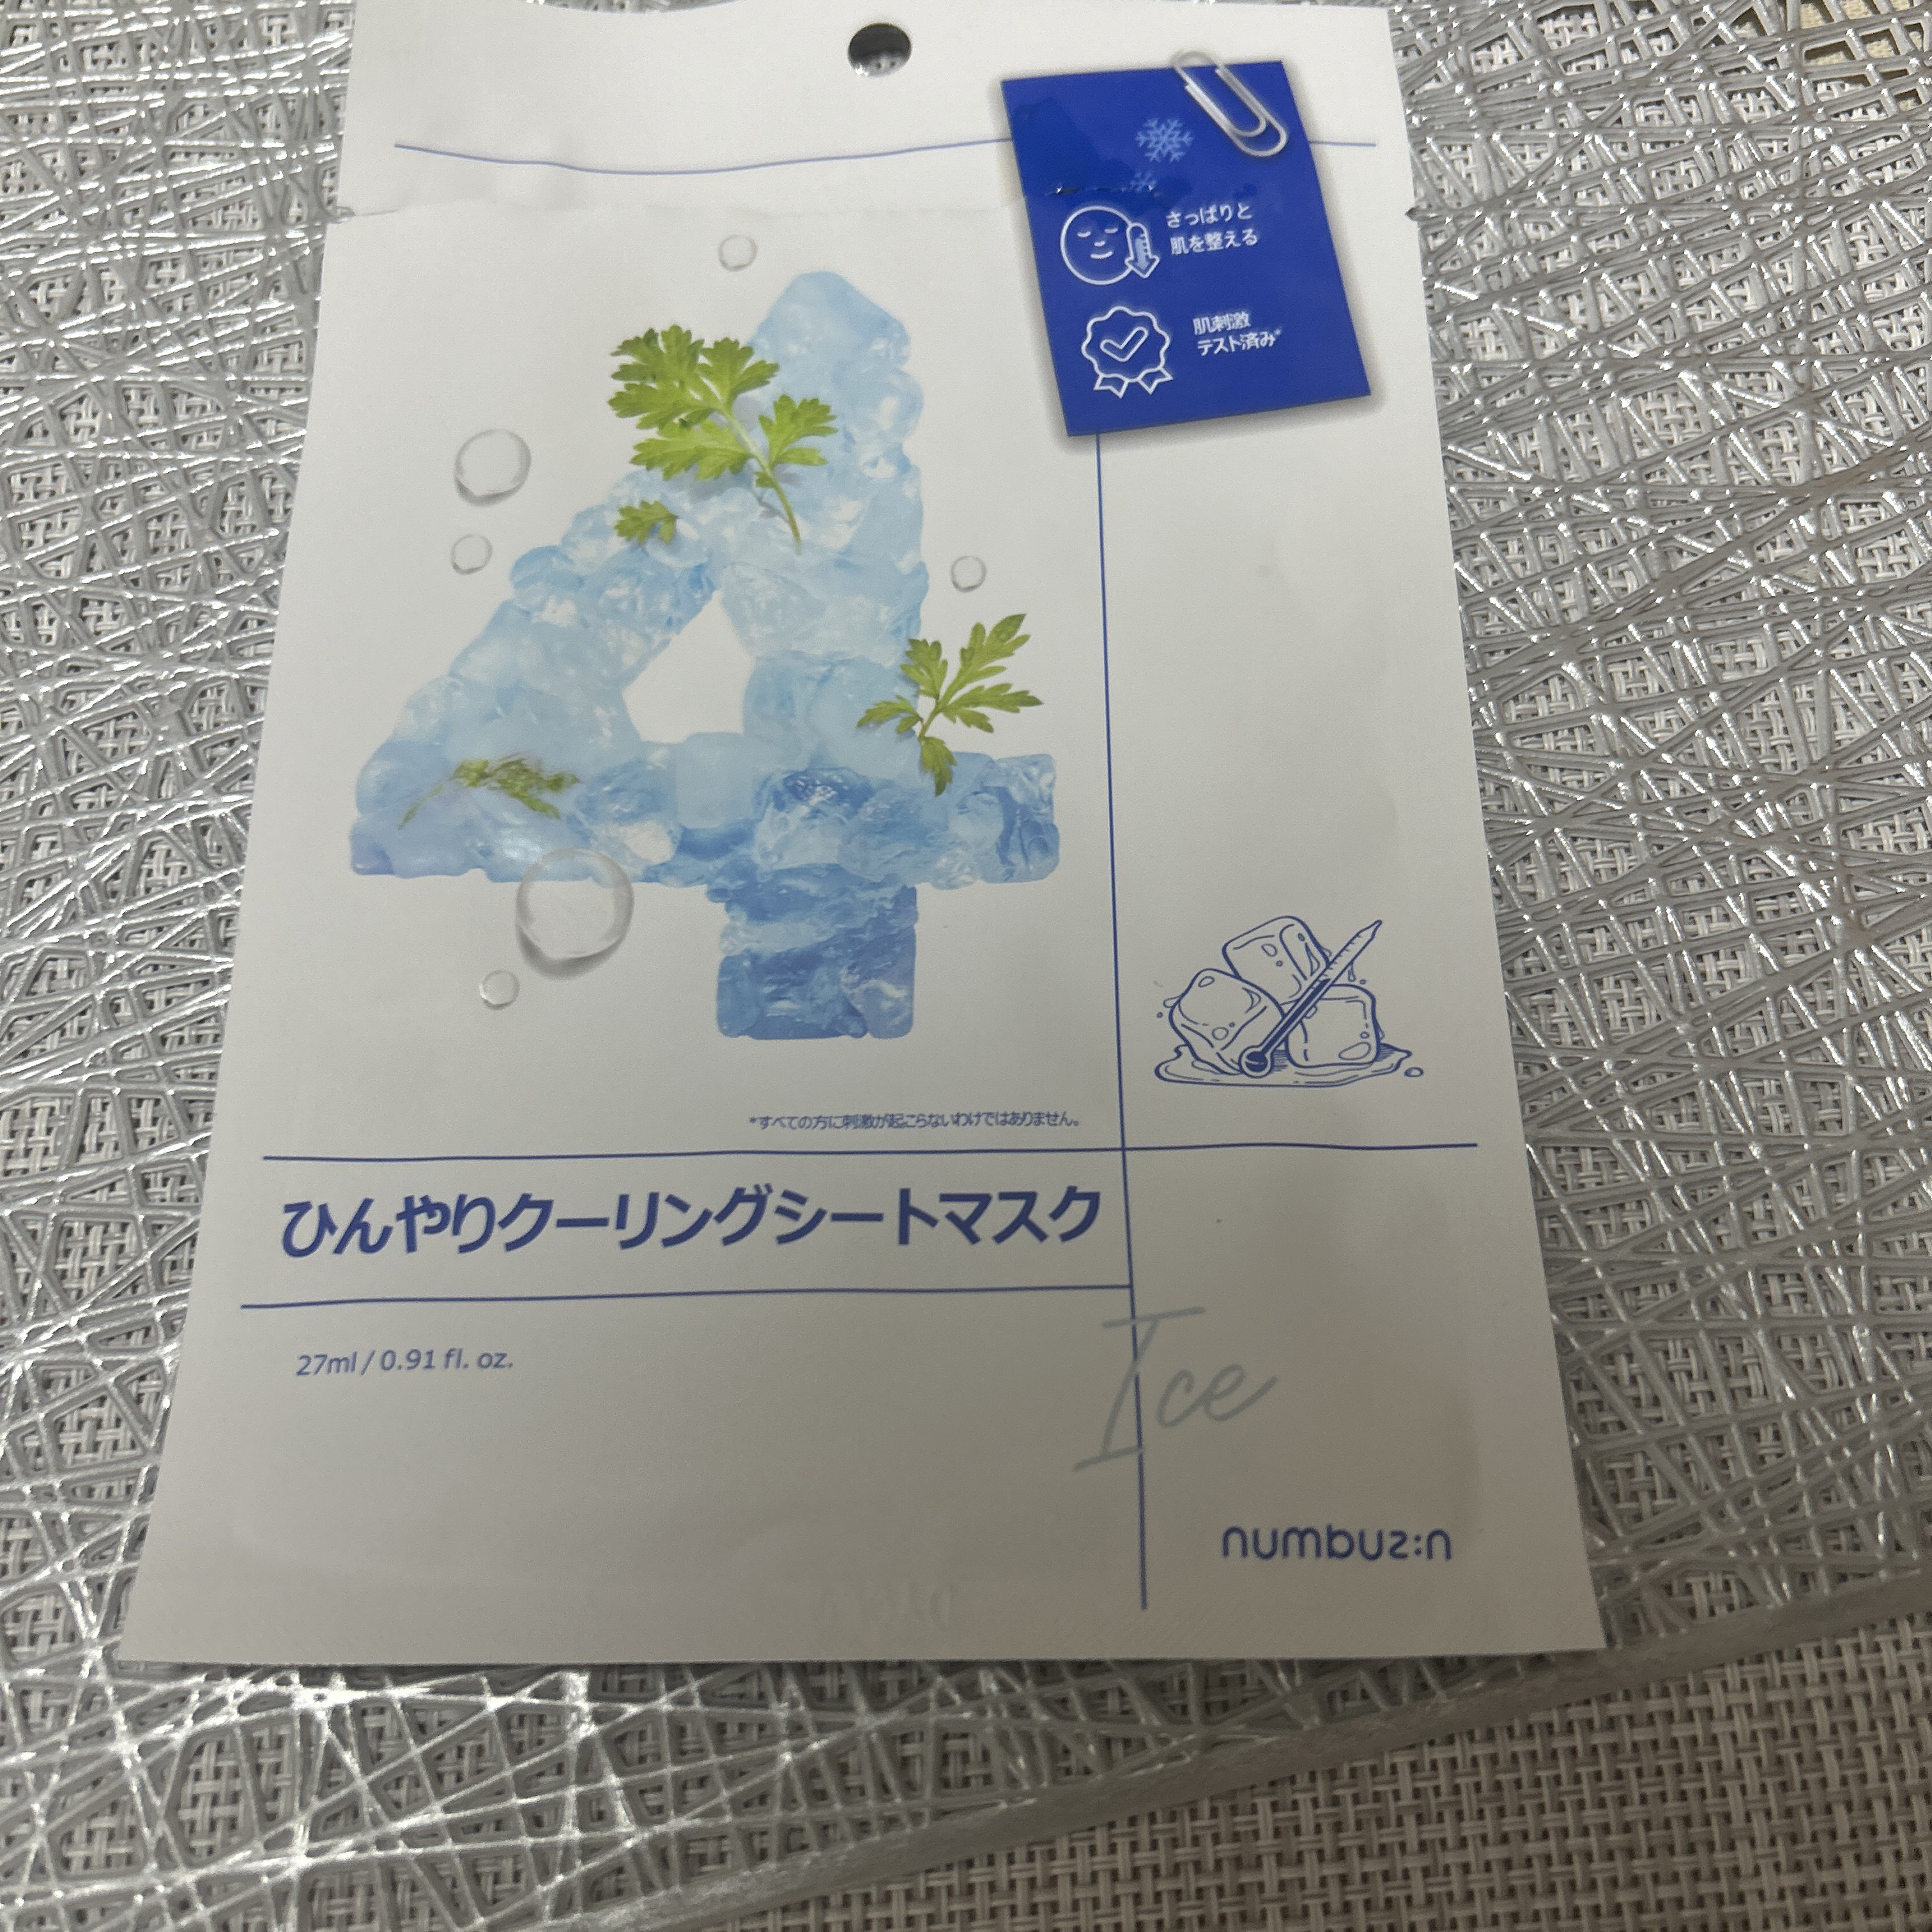 さっぱりと
肌を整える
肌刺激
テスト済み*
4
*すべての方に刺激が起こらないわけではありません。
ひんやりクーリングシートマスク
27ml / 0.91 fl. oz.
Ice
numbuz:n